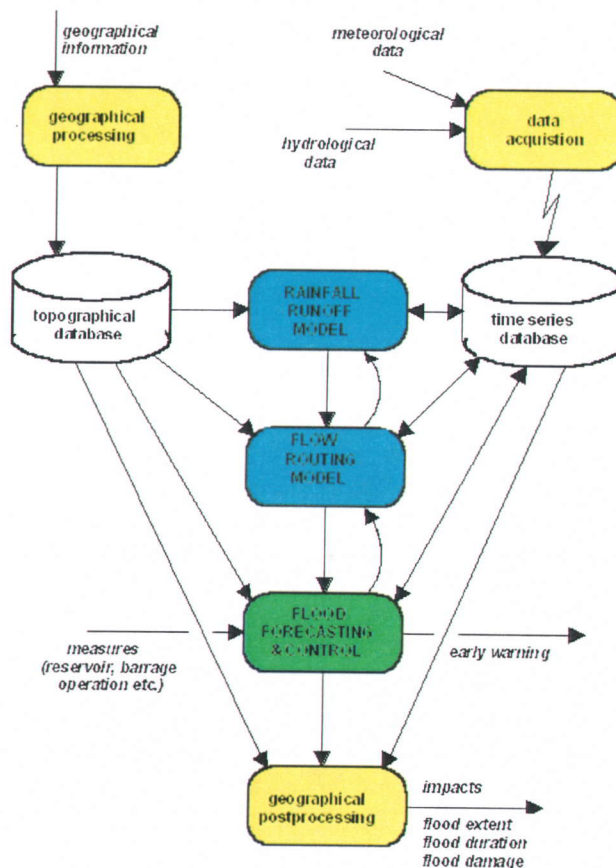 geographical
information
meteorological
data
geographical
processing
data
acquistion
hydrological
data
topographical
database
RAINFALL
RUNOFF
MODEL
time series
database
FLOW
ROUTING
MODEL
FLOOD
FORECASTING
& CONTROL
measures
(reservoir, barrage
operation etc.)
early warning
geographical
postprocessing
impacts
flood extent
flood duration
flood damage